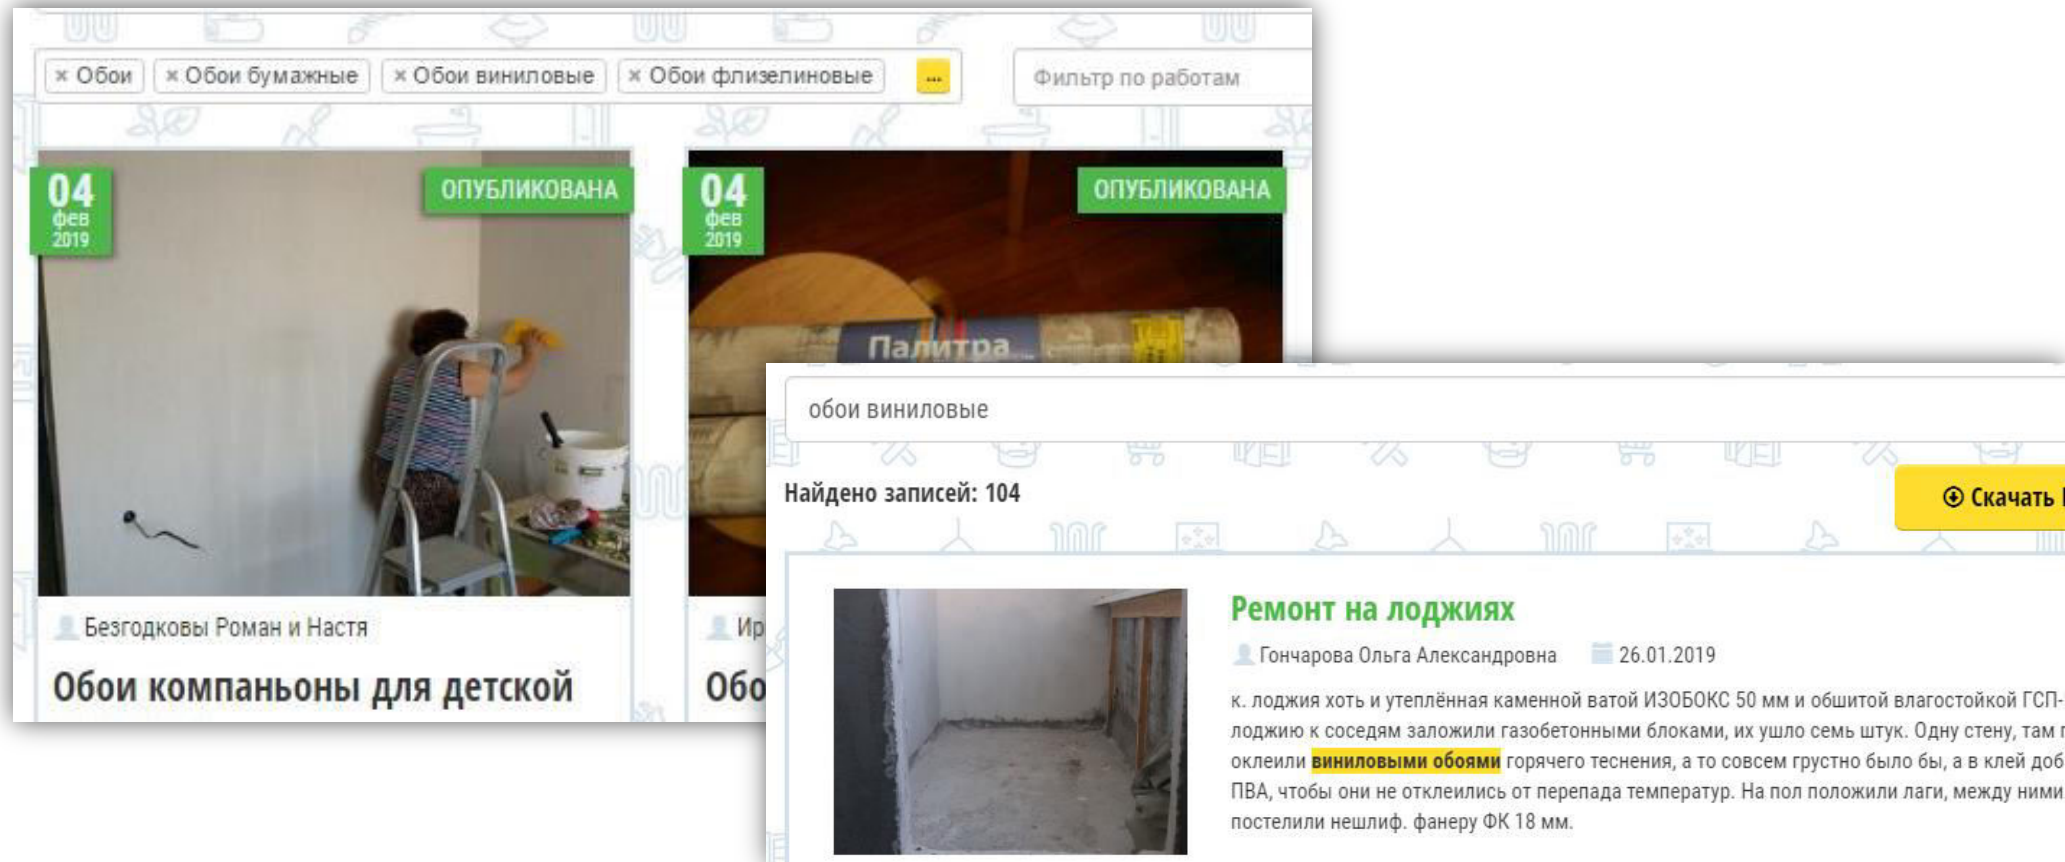 × Обои × Обои бумажные × Обои виниловые × Обои флизелиновые ...
Фильтр по работам
04
фев
2019
ОПУБЛИКОВАНА
04
фев
2019
ОПУБЛИКОВАНА
Палитра
Безгодковы Роман и Настя
Обои компаньоны для детской
Ир
Обо
обои виниловые
Найдено записей: 104
Скачать
Ремонт на лоджиях
Гончарова Ольга Александровна 26.01.2019
к. лоджия хоть и утеплённая каменной ватой ИЗОБОКС 50 мм и обшитой влагостойкой ГСП-
лоджию к соседям заложили газобетонными блоками, их ушло семь штук. Одну стену, там
оклеили виниловыми обоями горячего теснения, а то совсем грустно было бы, а в клей доб
ПВА, чтобы они не отклеились от перепада температур. На пол положили лаги, между ними
постелили нешлиф. фанеру ФК 18 мм.